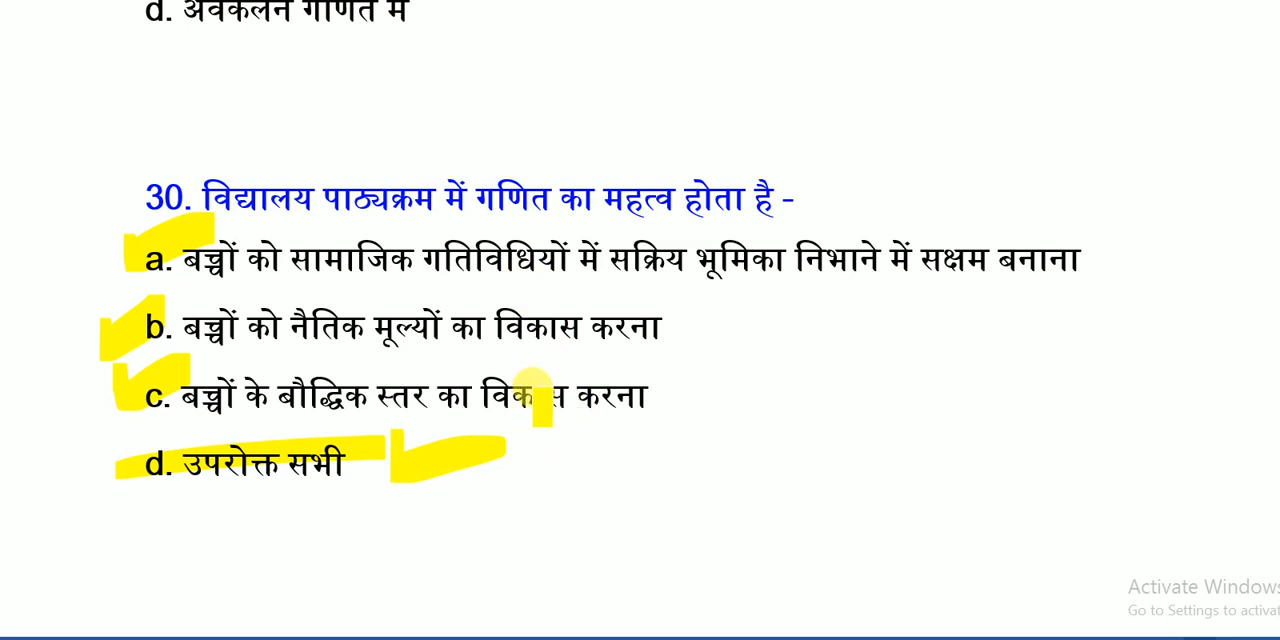 d. अवकलन गणित में
30. विद्यालय पाठ्यक्रम में गणित का महत्व होता है -
a. बच्चों को सामाजिक गतिविधियों में सक्रिय भूमिका निभाने में सक्षम बनाना
b. बच्चों को नैतिक मूल्यों का विकास करना
c. बच्चों के बौद्धिक स्तर का विकास करना
d. उपरोक्त सभी
Activate Windows
Go to Settings to activat